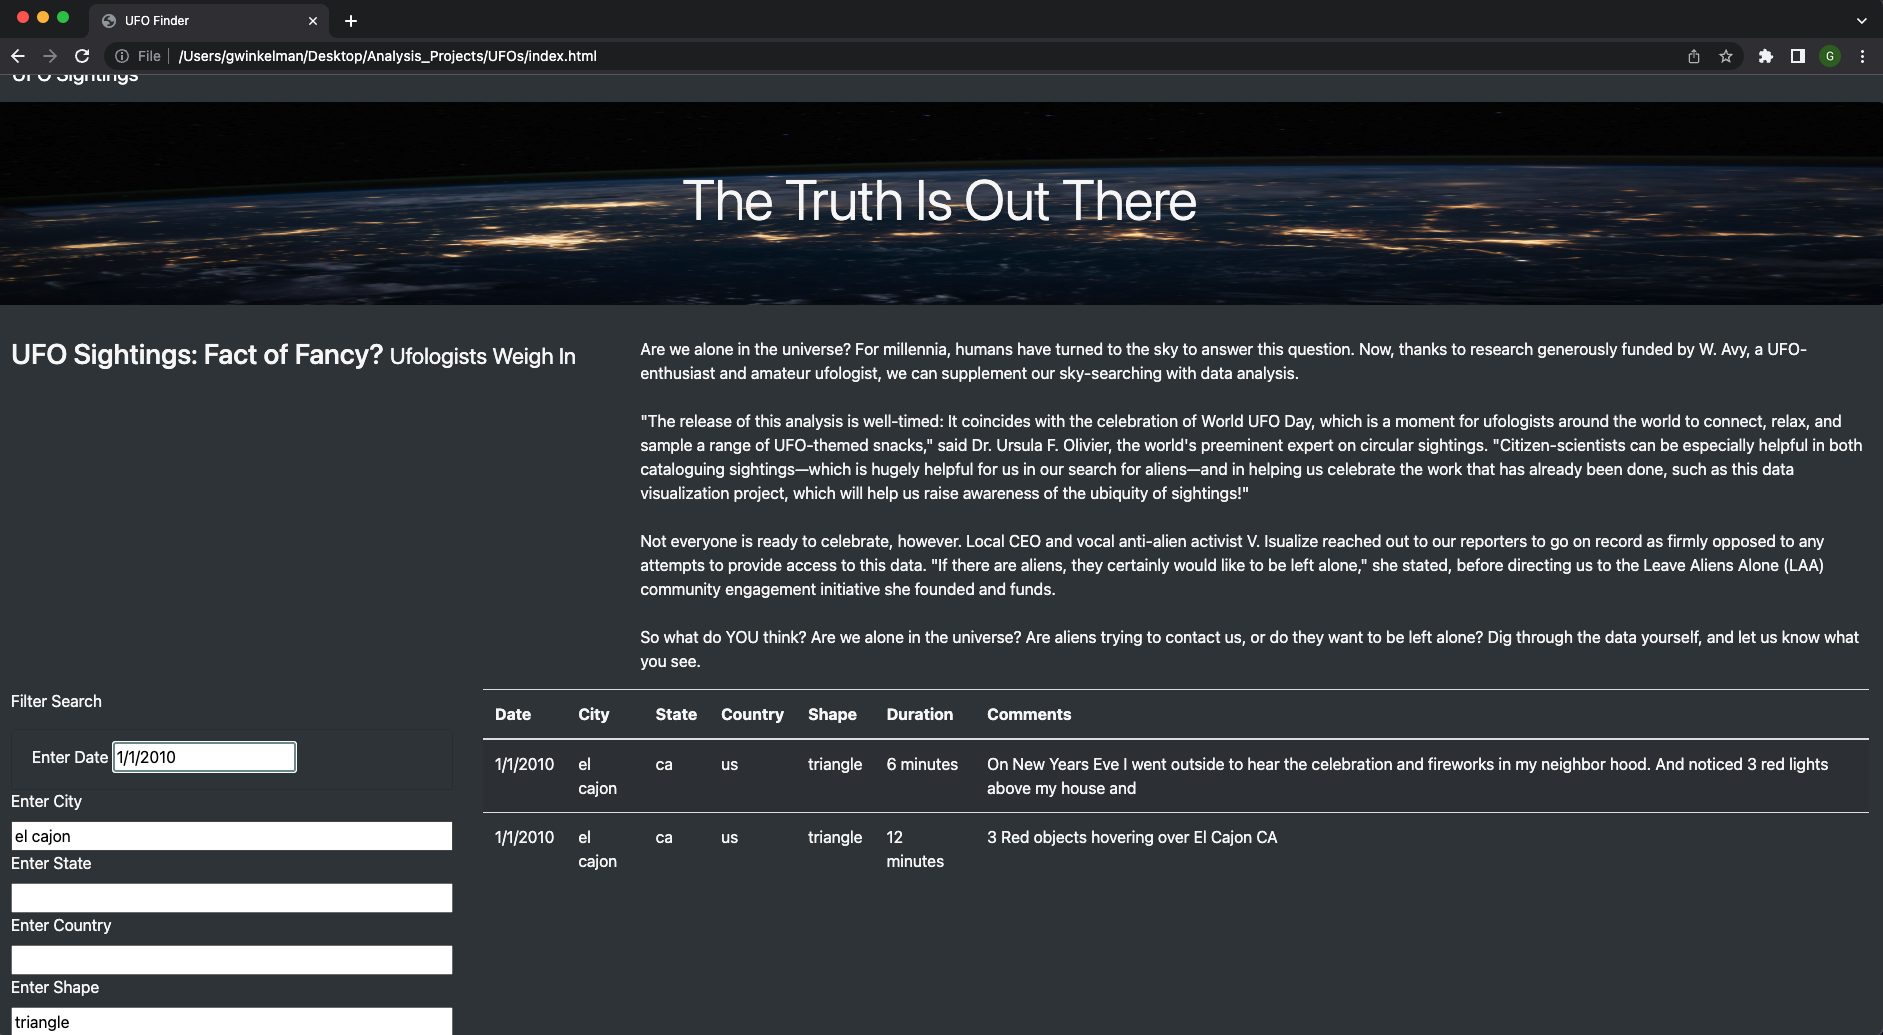 UFO Finder
File
/Users/gwinkelman/Desktop/Analysis_Projects/UFOs/index.html
G
UFO Sightings
The Truth Is Out There
UFO Sightings: Fact of Fancy? Ufologists Weigh In
Are we alone in the universe? For millennia, humans have turned to the sky to answer this question. Now, thanks to research generously funded by W. Avy, a UFO-
enthusiast and amateur ufologist, we can supplement our sky-searching with data analysis.
"The release of this analysis is well-timed: It coincides with the celebration of World UFO Day, which is a moment for ufologists around the world to connect, relax, and
sample a range of UFO-themed snacks," said Dr. Ursula F. Olivier, the world's preeminent expert on circular sightings. "Citizen-scientists can be especially helpful in both
cataloguing sightings—which is hugely helpful for us in our search for aliens—and in helping us celebrate the work that has already been done, such as this data
visualization project, which will help us raise awareness of the ubiquity of sightings!"
Not everyone is ready to celebrate, however. Local CEO and vocal anti-alien activist V. Isualize reached out to our reporters to go on record as firmly opposed to any
attempts to provide access to this data. "If there are aliens, they certainly would like to be left alone," she stated, before directing us to the Leave Aliens Alone (LAA)
community engagement initiative she founded and funds.
So what do YOU think? Are we alone in the universe? Are aliens trying to contact us, or do they want to be left alone? Dig through the data yourself, and let us know what
you see.
Filter Search
Enter Date 1/1/2010
Enter City
el cajon
Enter State
Enter Country
Enter Shape
triangle
Date City State Country Shape Duration Comments
1/1/2010 el ca us triangle 6 minutes On New Years Eve I went outside to hear the celebration and fireworks in my neighbor hood. And noticed 3 red lights
cajon above my house and
1/1/2010 el ca us triangle 12 3 Red objects hovering over El Cajon CA
cajon minutes